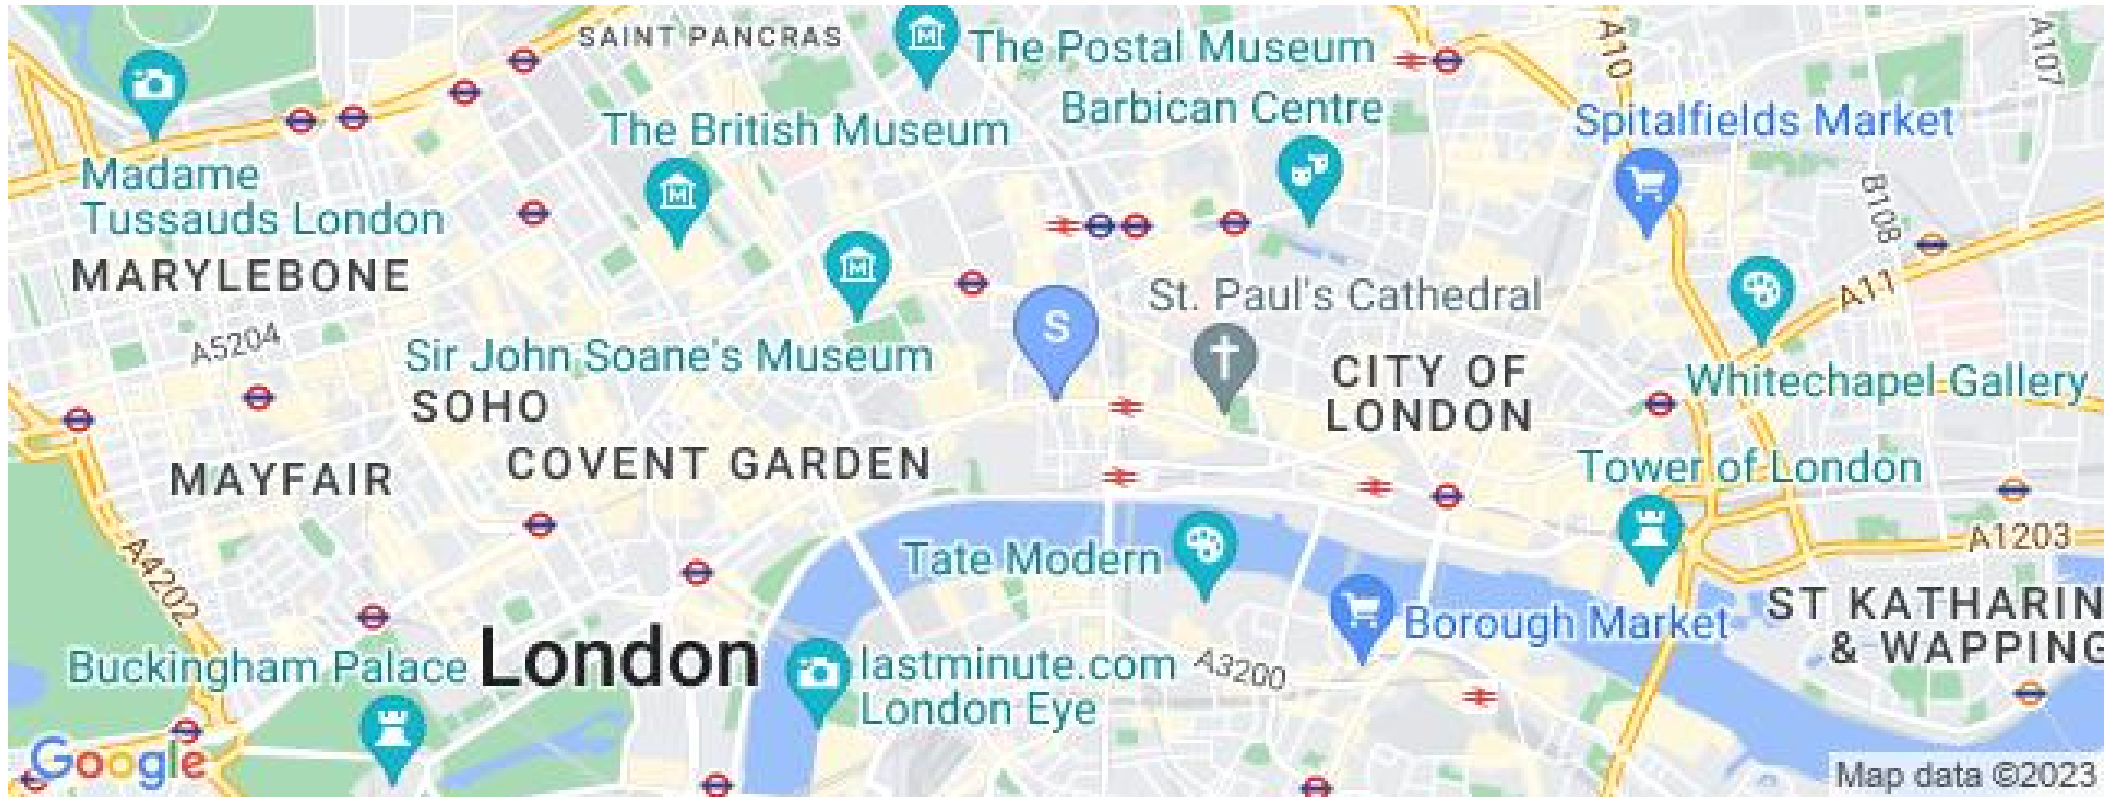 SAINT PANCRAS
The Postal Museum
A10
A107
Barbican Centre
Spitalfields Market
The British Museum
Madame
Tussauds London
B108
MARYLEBONE
St. Paul's Cathedral
A11
S
A5204
Sir John Soane's Museum
CITY OF
LONDON
Whitechapel Gallery
SOHO
COVENT GARDEN
MAYFAIR
Tower of London
A4202
Tate Modern
A1203
Borough Market
ST KATHARIN
& WAPPING
Buckingham Palace
London
lastminute.com
London Eye
A3200
Google
Map data ©2023